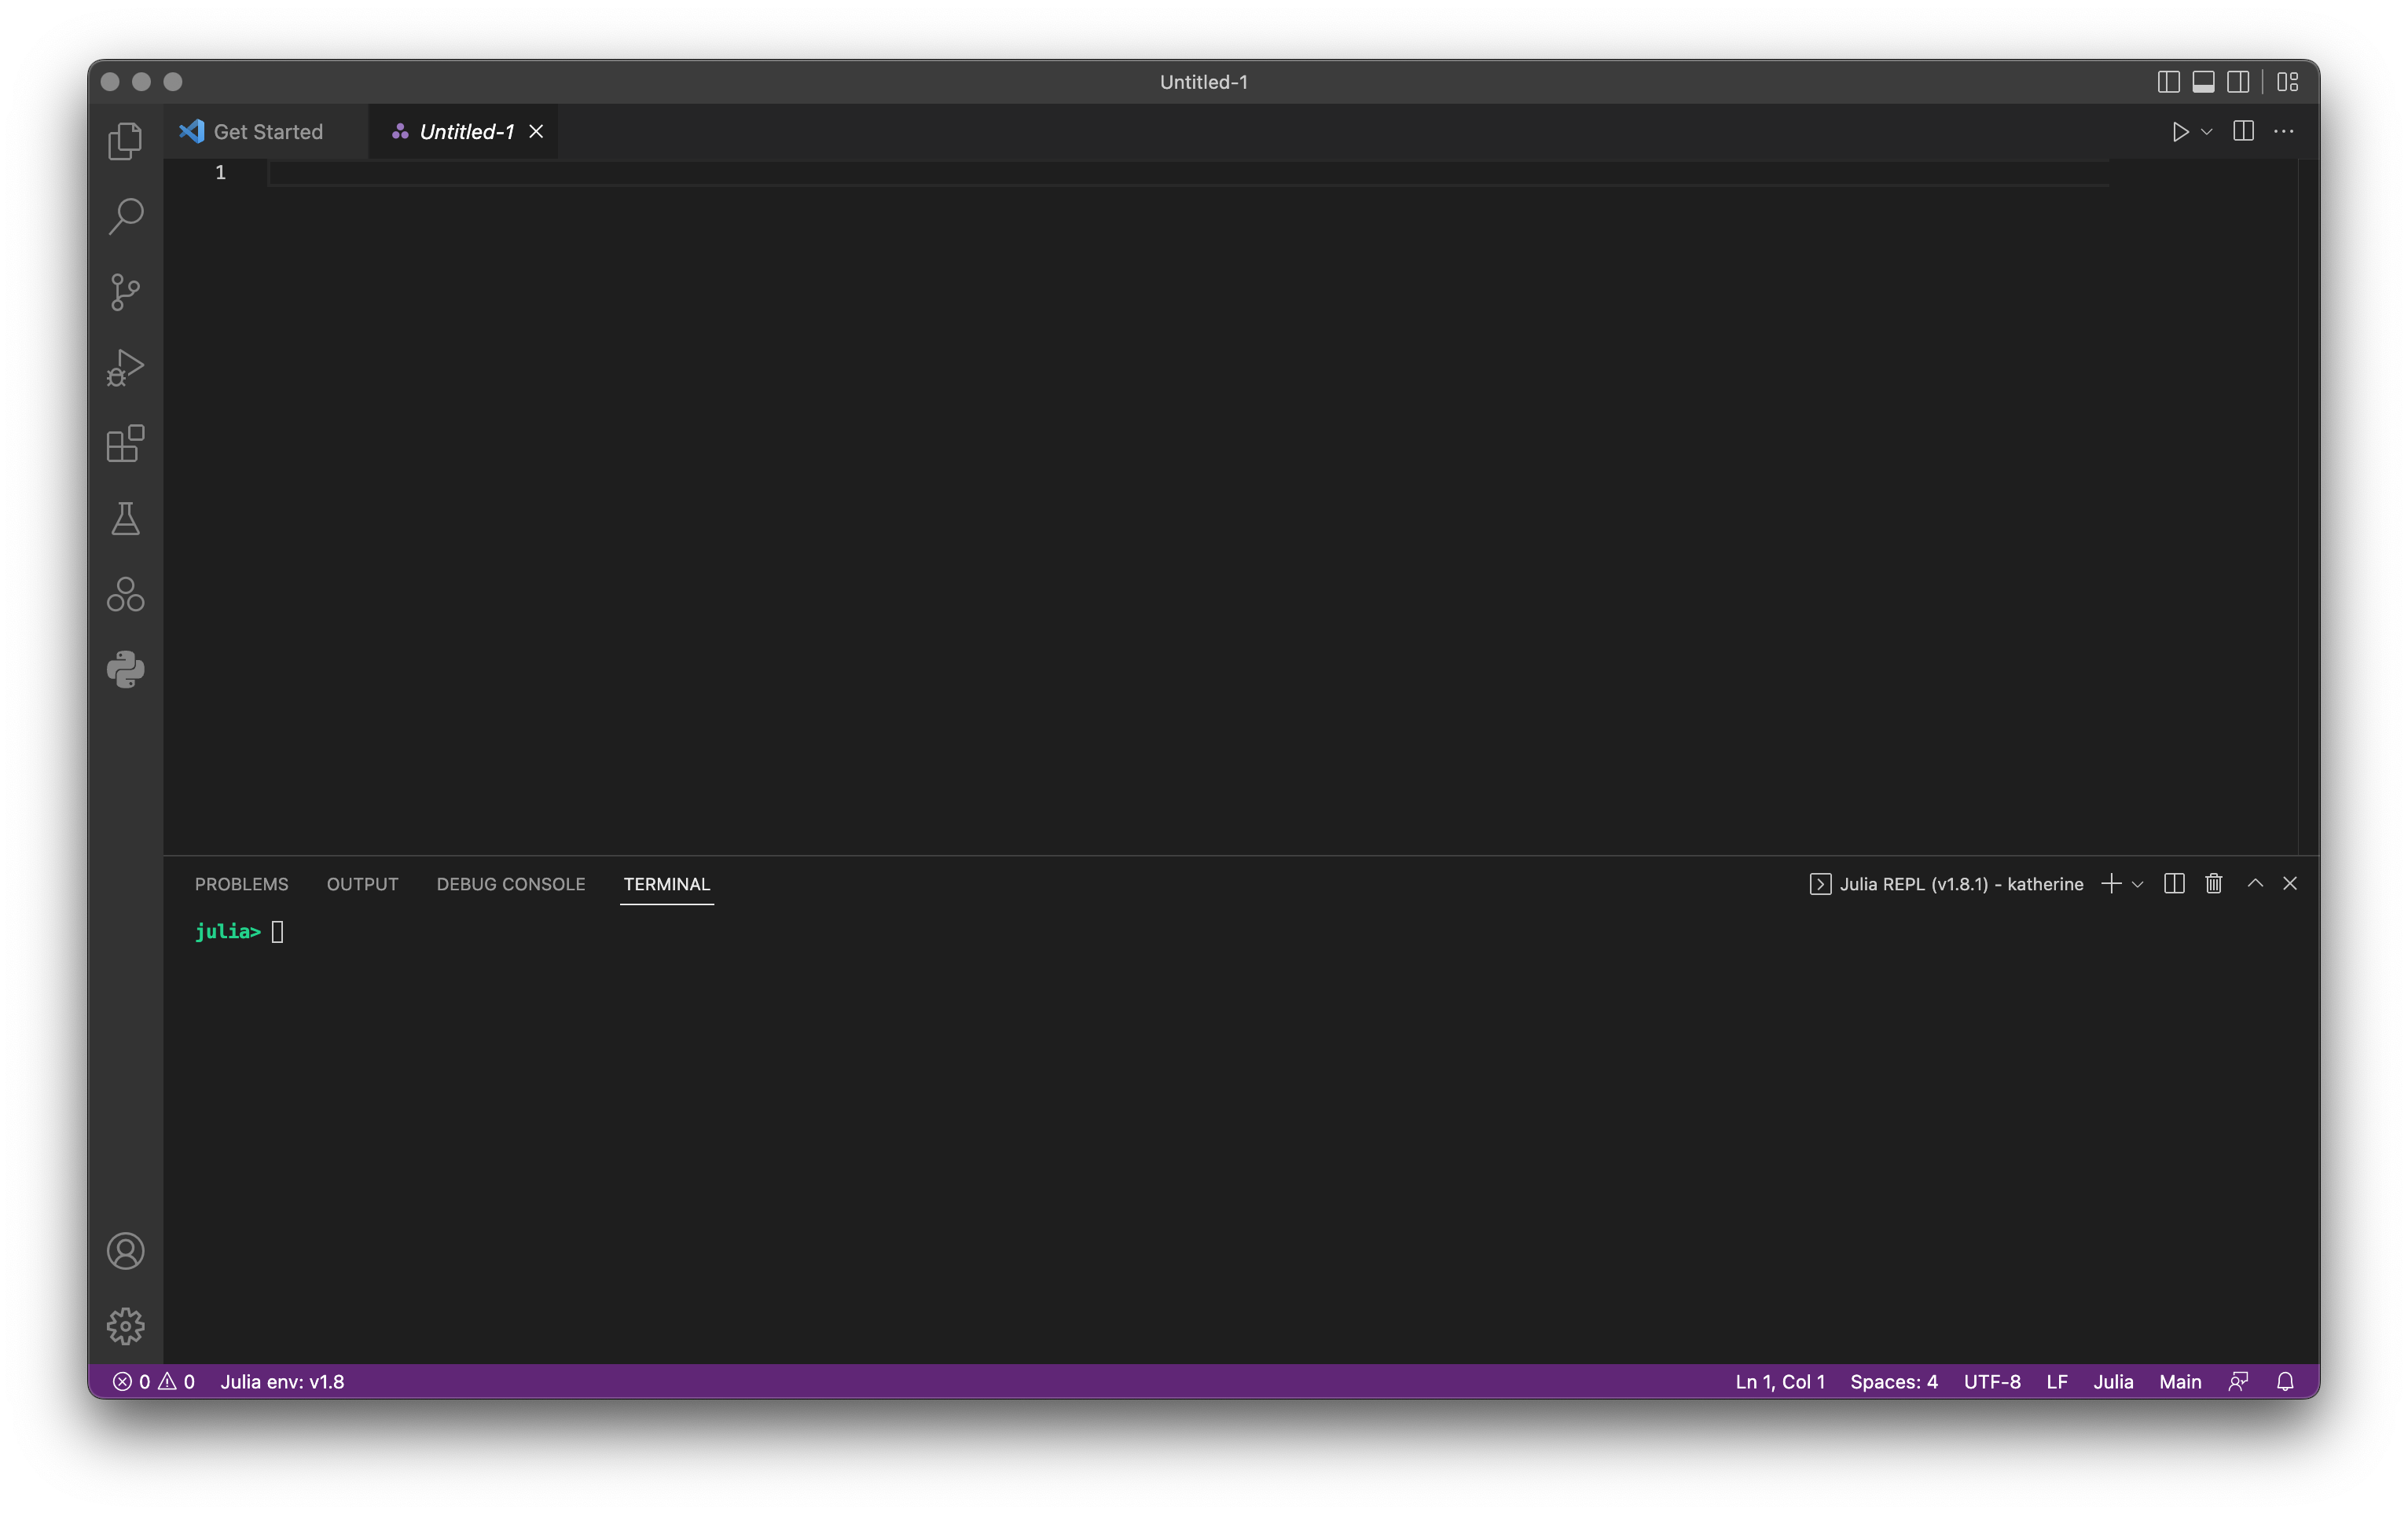 Untitled-1
Get Started Untitled-1
1
PROBLEMS OUTPUT DEBUG CONSOLE TERMINAL Julia REPL (v1.8.1) - katherine
julia>
0 0 Julia env: v1.8 Ln 1, Col 1 Spaces: 4 UTF-8 LF Julia Main